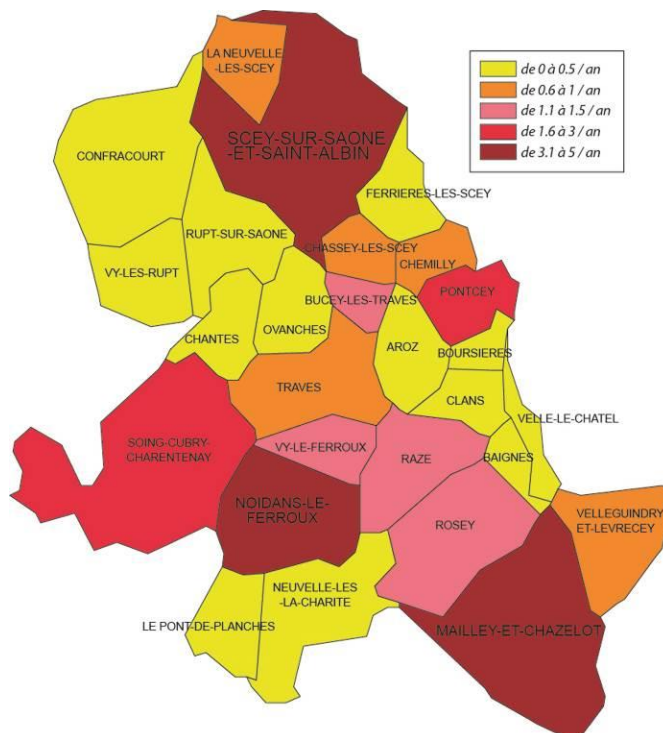 LA NEUVELLE
-LES-SCEY
de 0 à 0.5 / an
de 0.6 à 1 / an
de 1.1 à 1.5 / an
de 1.6 à 3 / an
de 3.1 à 5 / an
SCEY-SUR-SAONE
-ET-SAINT-ALBIN
CONFRACOURT
FERRIERES-LES-SCEY
RUPT-SUR-SAONE
CHASSEY-LES-SCEY
CHEMILLY
VY-LES-RUPT
PONTCEY
BUCEY-LES-TRAVES
OVANCHES
CHANTES
AROZ
BOURSIERES
TRAVES
CLANS
VELLE-LE-CHATEL
SOING-CUBRY-
CHARENTENAY
VY-LE-FERROUX
RAZE
BAIGNES
NOIDANS-LE-
FERROUX
ROSEY
VELLEGUINDRY
ET-LEVRECEY
NEUVELLE-LES
-LA-CHARITE
LE PONT-DE-PLANCHES
MAILLEY-ET-CHAZELOT